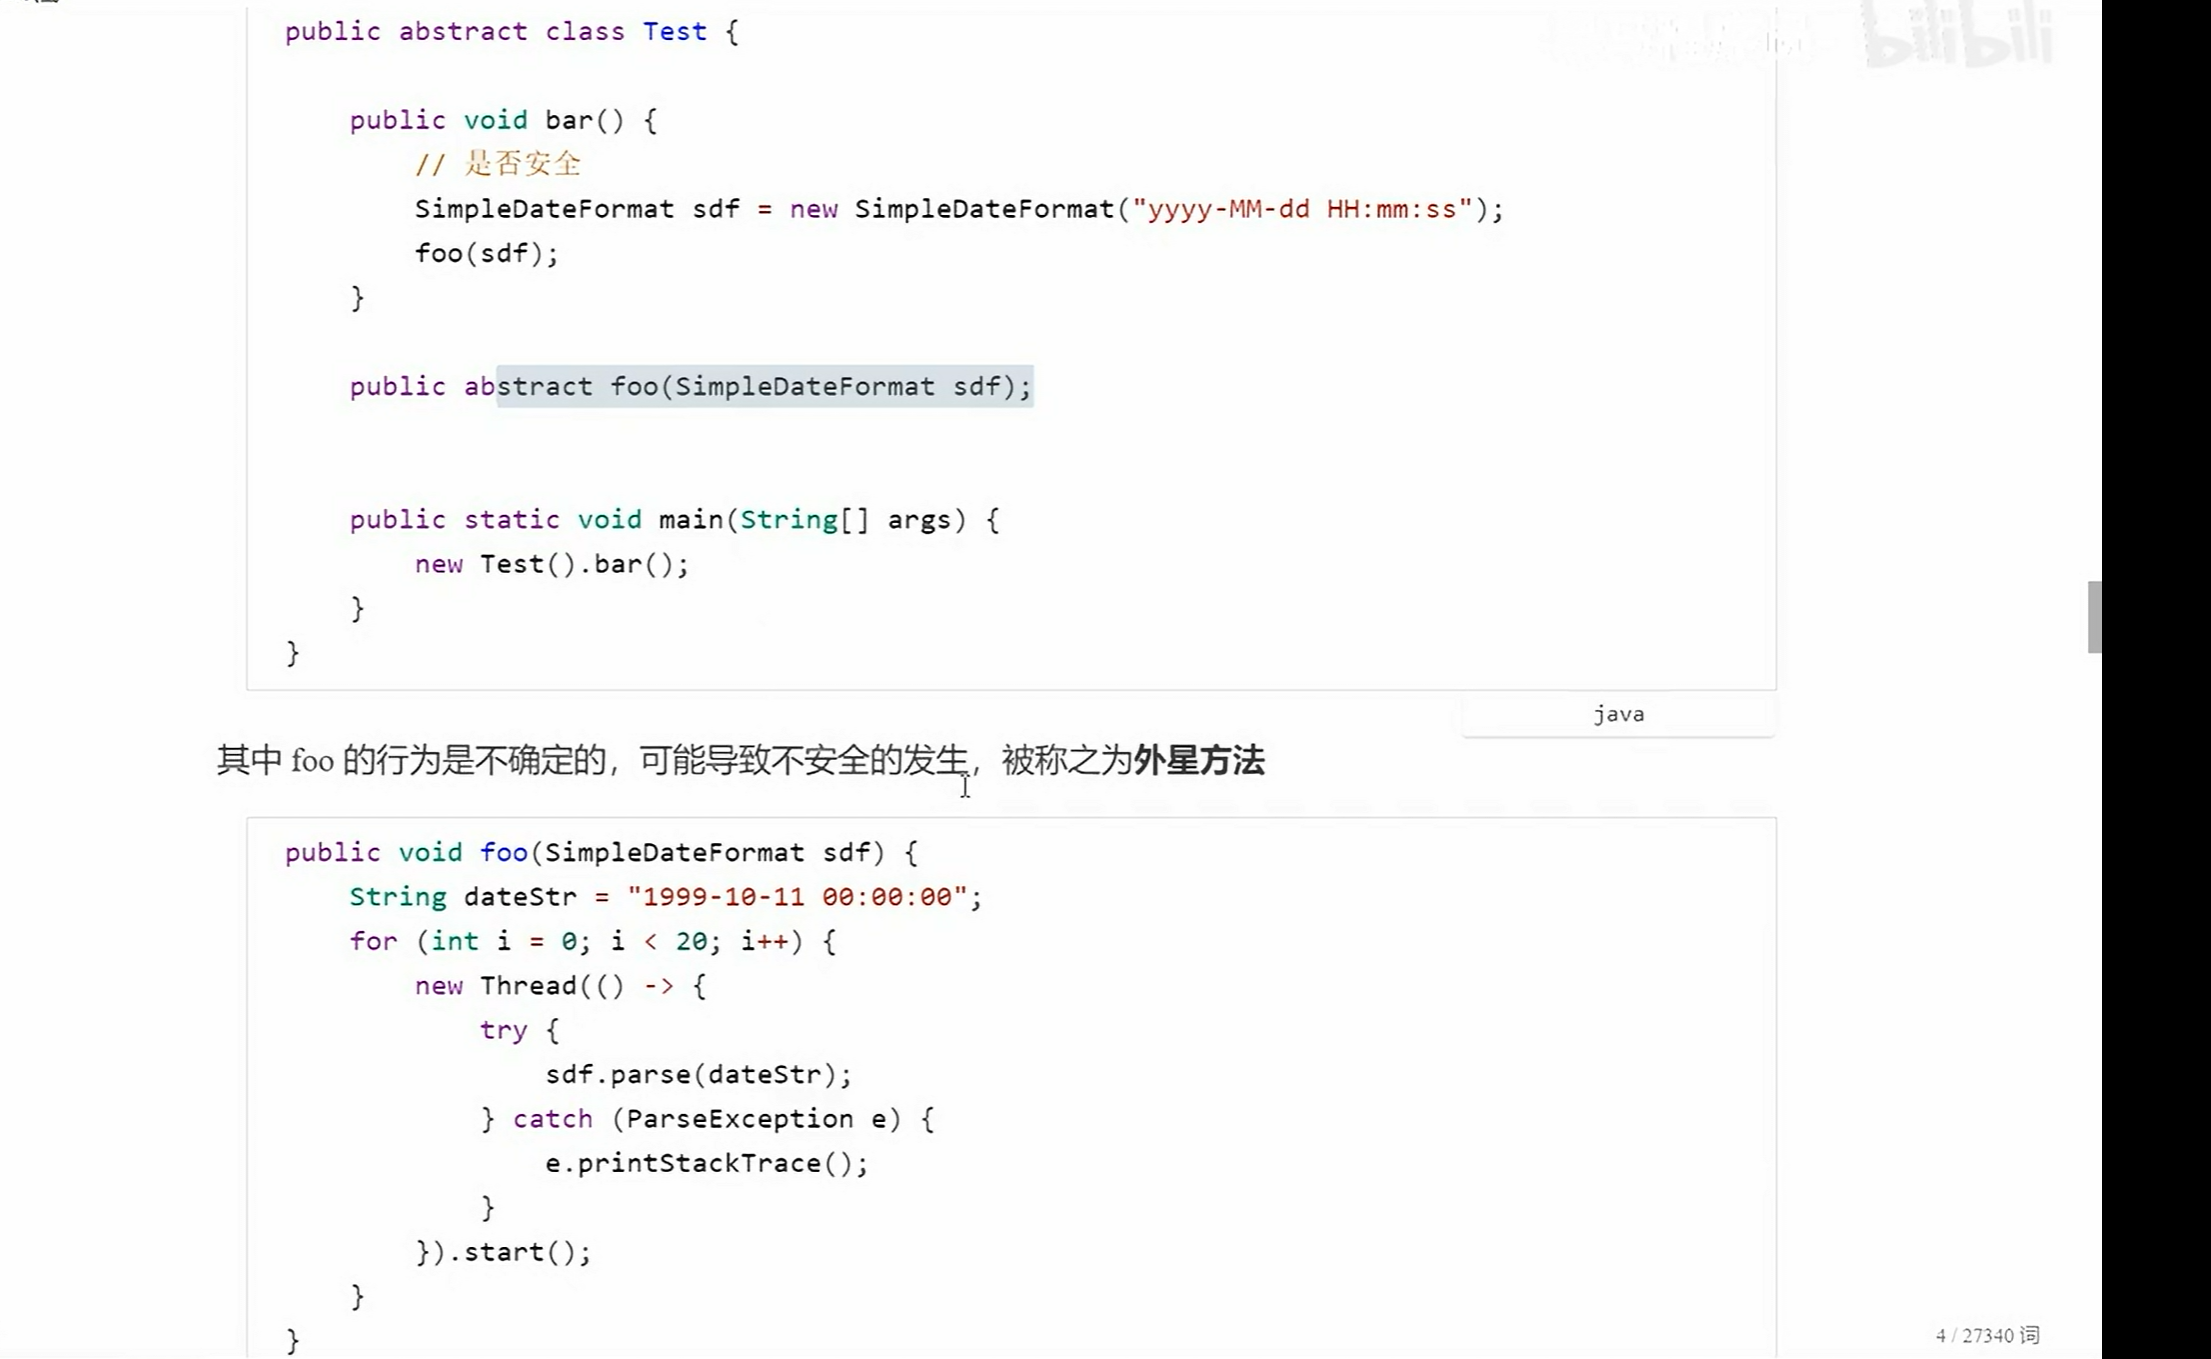 public abstract class Test {
public void bar() {
// 是否安全
SimpleDateFormat sdf = new SimpleDateFormat("yyyy-MM-dd HH:mm:ss");
foo(sdf);
}
public abstract foo(SimpleDateFormat sdf);
public static void main(String[] args) {
new Test().bar();
}
}
java
其中 foo 的行为是不确定的，可能导致不安全的发生，被称之为外星方法
public void foo(SimpleDateFormat sdf) {
String dateStr = "1999-10-11 00:00:00";
for (int i = 0; i < 20; i++) {
new Thread(() -> {
try {
sdf.parse(dateStr);
} catch (ParseException e) {
e.printStackTrace();
}
}).start();
}
}
4 / 27340 词
bilibili